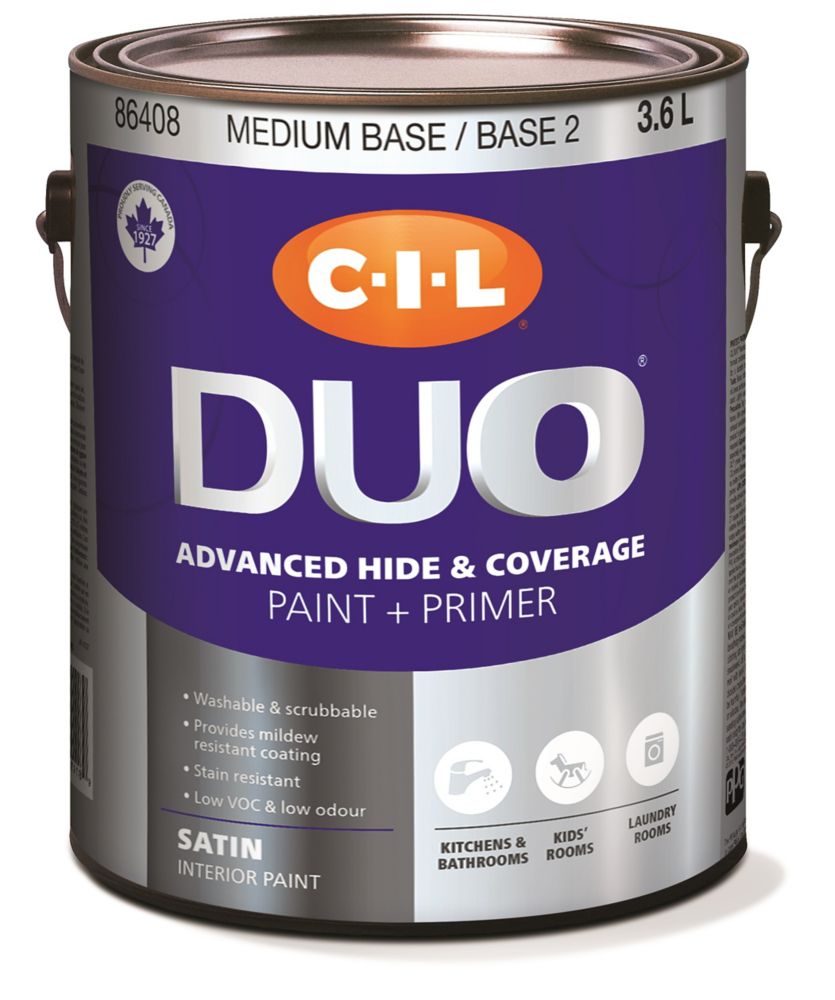 86408
MEDIUM BASE / BASE 2
3.6 L
PROUDLY SERVING CANADA
SINCE
1927
C·I·L
®
DUO®
ADVANCED HIDE & COVERAGE
PAINT + PRIMER
• Washable & scrubbable
• Provides mildew
resistant coating
• Stain resistant
• Low VOC & low odour
SATIN
INTERIOR PAINT
KITCHENS &
BATHROOMS
KIDS'
ROOMS
LAUNDRY
ROOMS
PPG